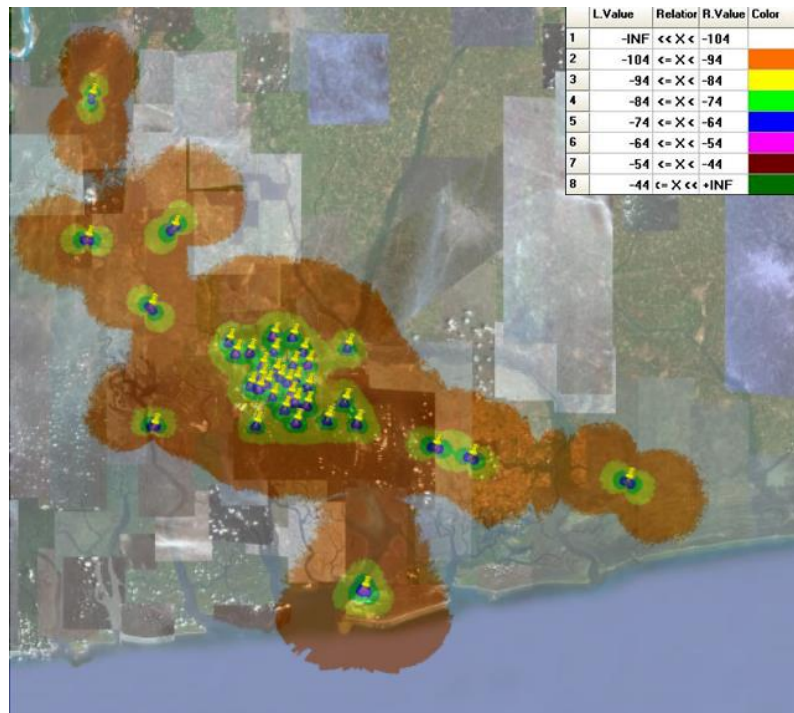 L.Value Relation R.Value Color
1 -INF << X < -104
2 -104 <= X < -94
3 -94 <= X < -84
4 -84 <= X < -74
5 -74 <= X < -64
6 -64 <= X < -54
7 -54 <= X < -44
8 -44 <= X << +INF